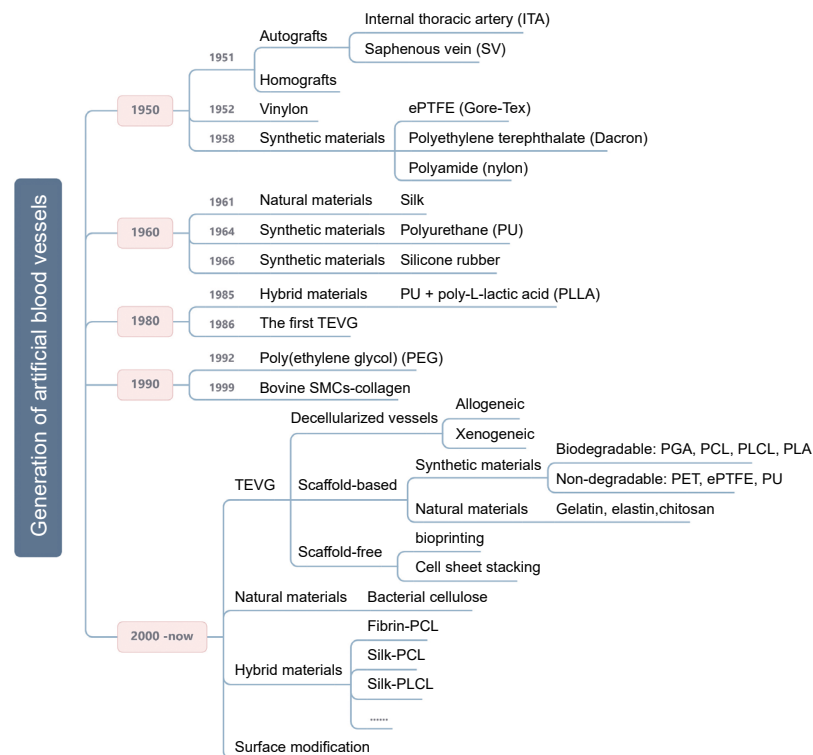 Generation of artificial blood vessels
1950
1951
Autografts
Internal thoracic artery (ITA)
Saphenous vein (SV)
Homografts
1952 Vinylon
1958 Synthetic materials
ePTFE (Gore-Tex)
Polyethylene terephthalate (Dacron)
Polyamide (nylon)
1960
1961 Natural materials Silk
1964 Synthetic materials Polyurethane (PU)
1966 Synthetic materials Silicone rubber
1980
1985 Hybrid materials PU + poly-L-lactic acid (PLLA)
1986 The first TEVG
1990
1992 Poly(ethylene glycol) (PEG)
1999 Bovine SMCs-collagen
2000 -now
TEVG
Decellularized vessels
Allogeneic
Xenogeneic
Scaffold-based
Synthetic materials
Biodegradable: PGA, PCL, PLCL, PLA
Non-degradable: PET, ePTFE, PU
Natural materials Gelatin, elastin,chitosan
Scaffold-free
bioprinting
Cell sheet stacking
Natural materials Bacterial cellulose
Hybrid materials
Fibrin-PCL
Silk-PCL
Silk-PLCL
......
Surface modification